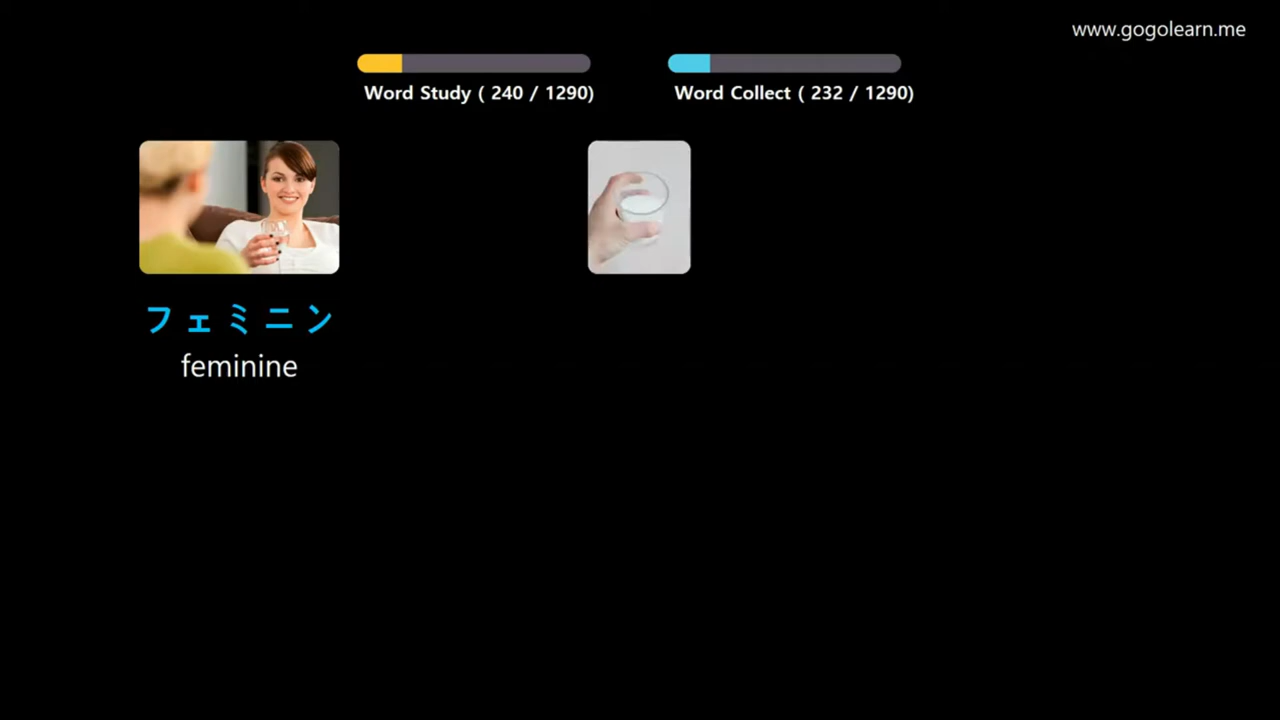 www.gogolearn.me
Word Study ( 240 / 1290)
Word Collect ( 232 / 1290)
フェミニン
feminine